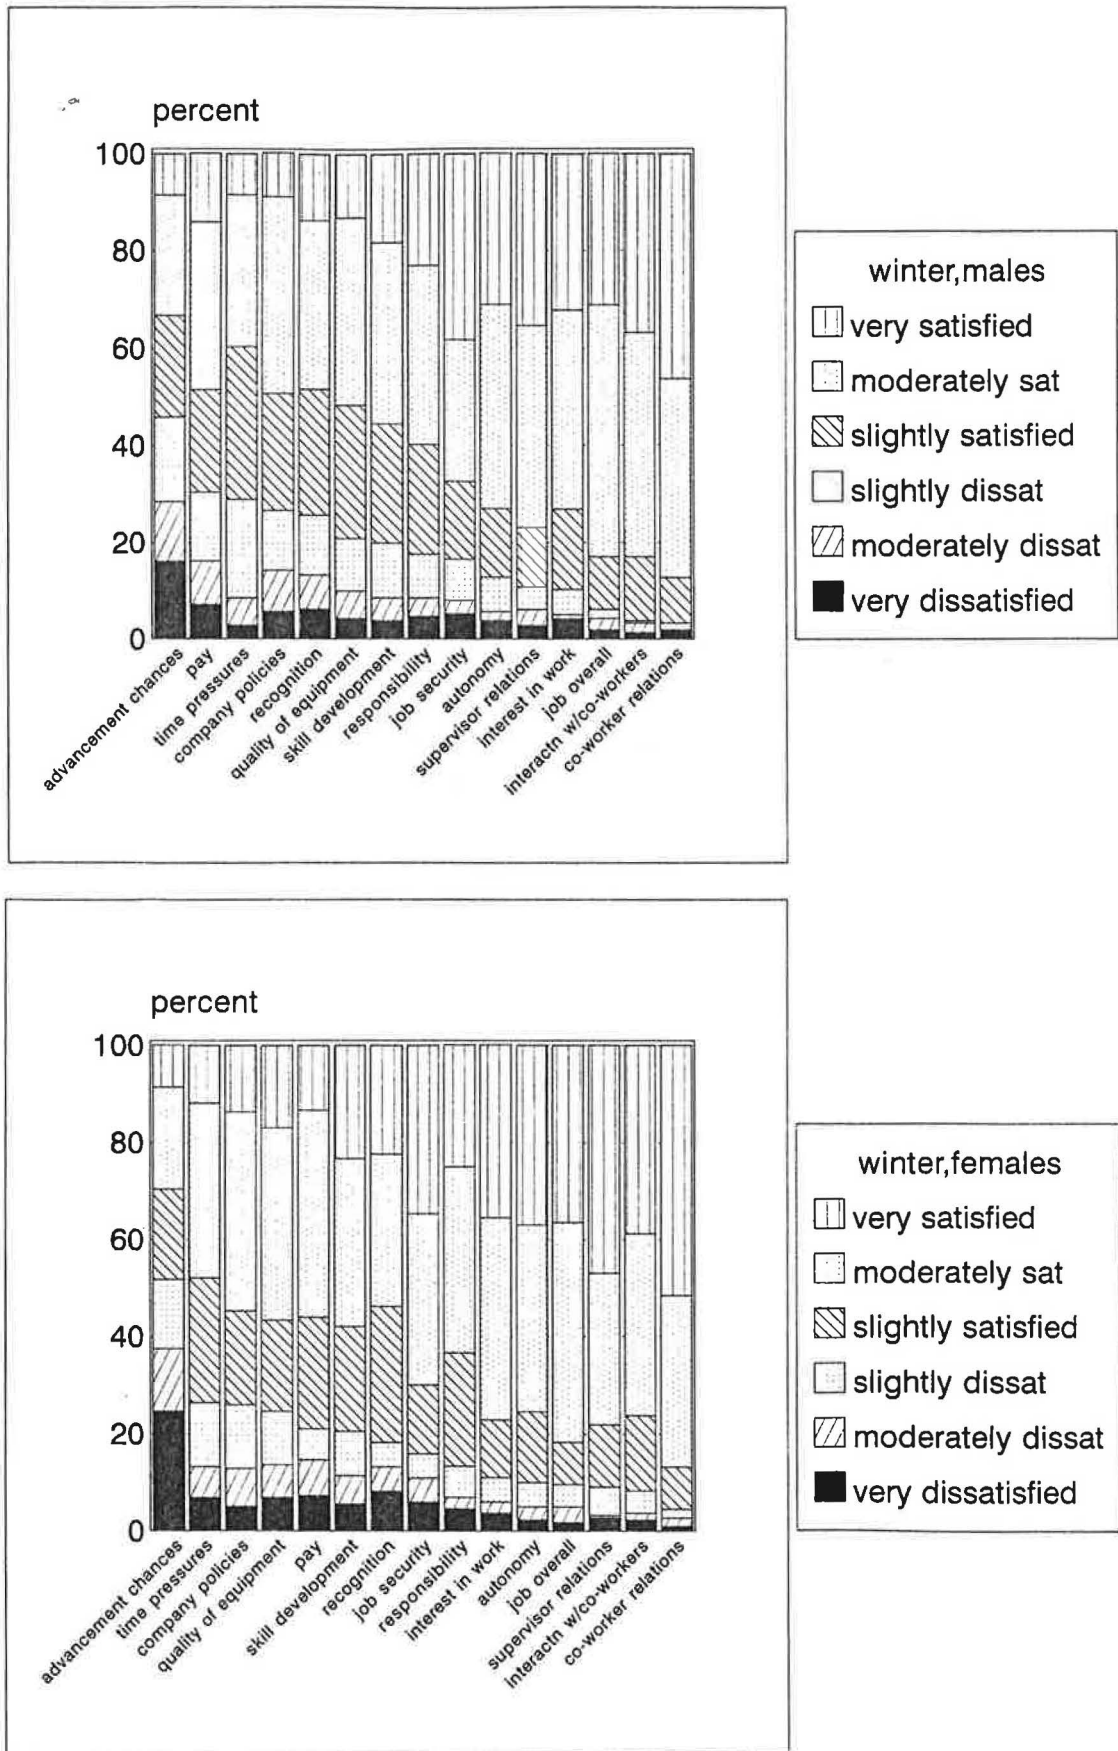 percent
100
80
60
40
20
0
advancement chances
pay
time pressures
company policies
recognition
quality of equipment
skill development
responsibility
job security
autonomy
supervisor relations
interest in work
job overall
interactn w/co-workers
co-worker relations
winter,males
very satisfied
moderately sat
slightly satisfied
slightly dissat
moderately dissat
very dissatisfied
percent
100
80
60
40
20
0
advancement chances
time pressures
company policies
quality of equipment
pay
skill development
recognition
job security
responsibility
interest in work
autonomy
job overall
supervisor relations
interactn w/co-workers
co-worker relations
winter,females
very satisfied
moderately sat
slightly satisfied
slightly dissat
moderately dissat
very dissatisfied